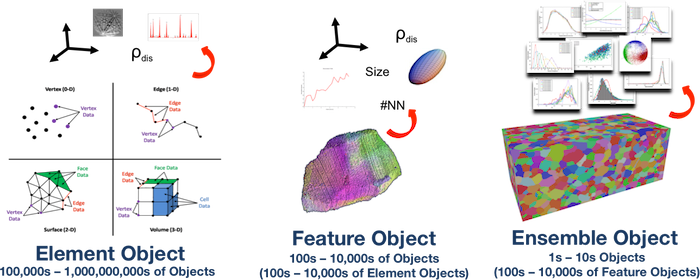 ρdis
Vertex (0-D)
Vertex
Data
Edge (1-D)
Edge
Data
Vertex
Data
Face
Data
Edge
Data
Vertex
Data
Surface (2-D)
Face Data
Cell
Data
Edge
Data
Vertex
Data
Volume (3-D)
Element Object
100,000s – 1,000,000,000s of Objects
ρdis
Size
#NN
Feature Object
100s – 10,000s of Objects
(100s – 10,000s of Element Objects)
Ensemble Object
1s – 10s Objects
(100s – 10,000s of Feature Objects)